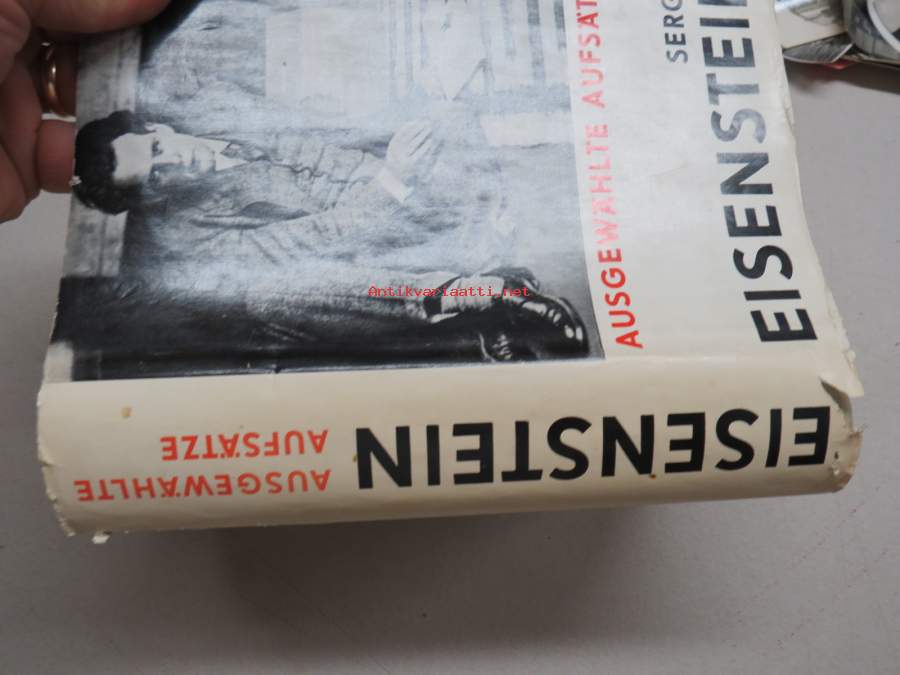 SERG
EISENSTEIN
AUSGEWÄHLTE AUFSÄT
EISENSTEIN
AUSGEWÄHLTE
AUFSÄTZE
Antikvariaatti.net